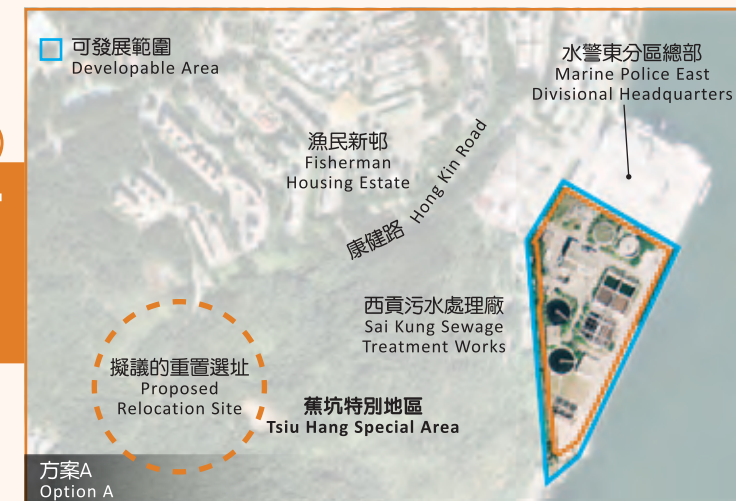 可發展範圍
Developable Area
水警東分區總部
Marine Police East
Divisional Headquarters
漁民新邨
Fisherman
Housing Estate
康健路 Hong Kin Road
西貢污水處理廠
Sai Kung Sewage
Treatment Works
擬議的重置選址
Proposed
Relocation Site
蕉坑特別地區
Tsiu Hang Special Area
方案A
Option A